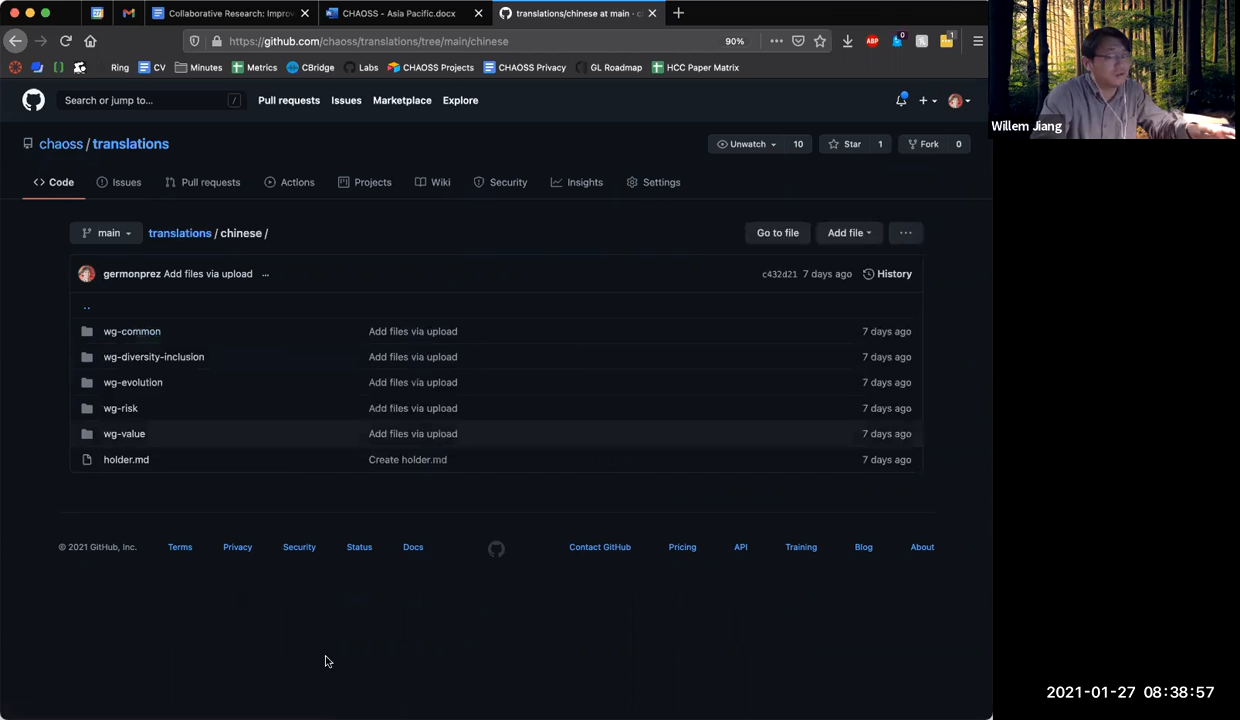 Collaborative Research: Improv
CHAOSS - Asia Pacific.docx
translations/chinese at main · c
https://github.com/chaoss/translations/tree/main/chinese
90%
ABP
0
1
Ring
CV
Minutes
Metrics
CBridge
Labs
CHAOSS Projects
CHAOSS Privacy
GL Roadmap
HCC Paper Matrix
Search or jump to...
/
Pull requests
Issues
Marketplace
Explore
Willem Jiang
chaoss / translations
Unwatch
10
Star
1
Fork
0
Code
Issues
Pull requests
Actions
Projects
Wiki
Security
Insights
Settings
main
translations / chinese /
Go to file
Add file
...
germonprez Add files via upload ...
c432d21 7 days ago
History
..
wg-common Add files via upload 7 days ago
wg-diversity-inclusion Add files via upload 7 days ago
wg-evolution Add files via upload 7 days ago
wg-risk Add files via upload 7 days ago
wg-value Add files via upload 7 days ago
holder.md Create holder.md 7 days ago
© 2021 GitHub, Inc.
Terms
Privacy
Security
Status
Docs
Contact GitHub
Pricing
API
Training
Blog
About
2021-01-27 08:38:57